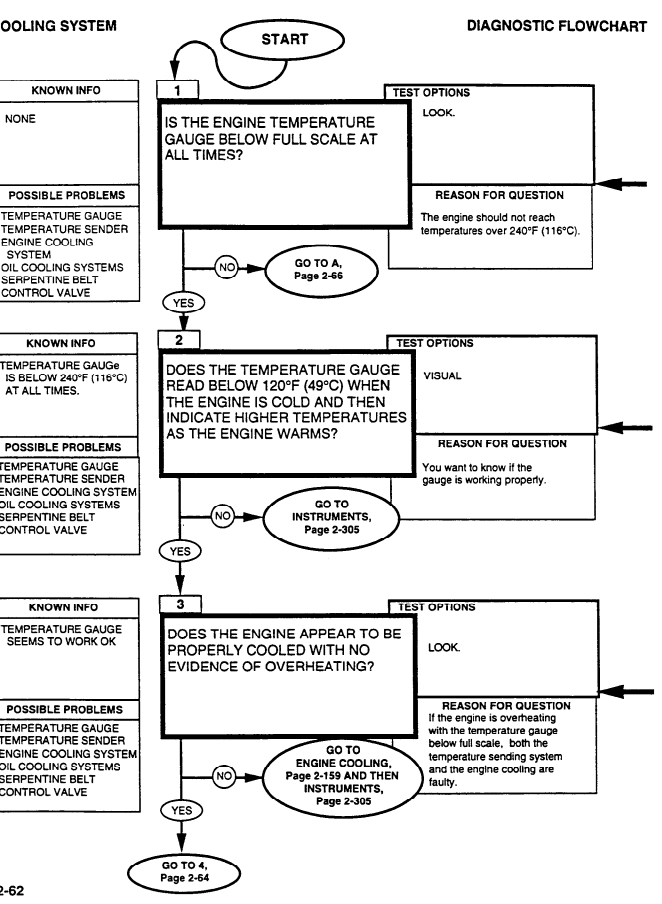 OOLING SYSTEM
DIAGNOSTIC FLOWCHART
START
KNOWN INFO
NONE
POSSIBLE PROBLEMS
TEMPERATURE GAUGE
TEMPERATURE SENDER
ENGINE COOLING
SYSTEM
OIL COOLING SYSTEMS
SERPENTINE BELT
CONTROL VALVE
1
IS THE ENGINE TEMPERATURE
GAUGE BELOW FULL SCALE AT
ALL TIMES?
TEST OPTIONS
LOOK.
REASON FOR QUESTION
The engine should not reach
temperatures over 240°F (116°C).
NO
GO TO A,
Page 2-66
YES
KNOWN INFO
TEMPERATURE GAUGe
IS BELOW 240°F (116°C)
AT ALL TIMES.
POSSIBLE PROBLEMS
TEMPERATURE GAUGE
TEMPERATURE SENDER
ENGINE COOLING SYSTEM
OIL COOLING SYSTEMS
SERPENTINE BELT
CONTROL VALVE
2
DOES THE TEMPERATURE GAUGE
READ BELOW 120°F (49°C) WHEN
THE ENGINE IS COLD AND THEN
INDICATE HIGHER TEMPERATURES
AS THE ENGINE WARMS?
TEST OPTIONS
VISUAL
REASON FOR QUESTION
You want to know if the
gauge is working properly.
NO
GO TO
INSTRUMENTS,
Page 2-305
YES
KNOWN INFO
TEMPERATURE GAUGE
SEEMS TO WORK OK
POSSIBLE PROBLEMS
TEMPERATURE GAUGE
TEMPERATURE SENDER
ENGINE COOLING SYSTEM
OIL COOLING SYSTEMS
SERPENTINE BELT
CONTROL VALVE
3
DOES THE ENGINE APPEAR TO BE
PROPERLY COOLED WITH NO
EVIDENCE OF OVERHEATING?
TEST OPTIONS
LOOK.
REASON FOR QUESTION
If the engine is overheating
with the temperature gauge
below full scale, both the
temperature sending system
and the engine cooling are
faulty.
NO
GO TO
ENGINE COOLING,
Page 2-159 AND THEN
INSTRUMENTS,
Page 2-305
YES
GO TO 4,
Page 2-64
2-62